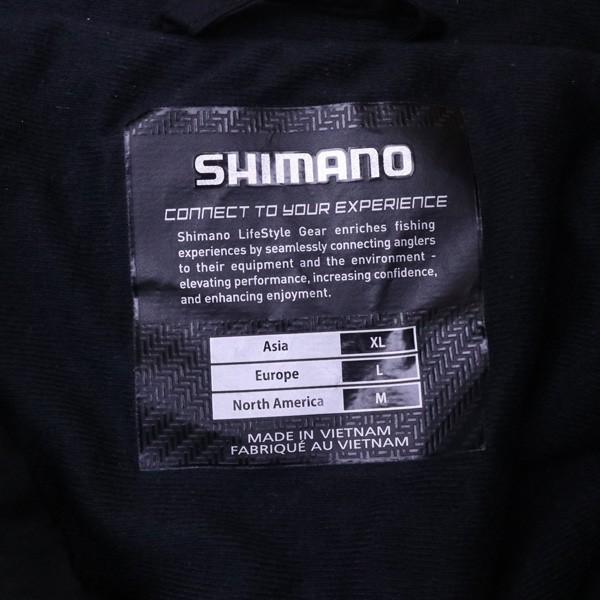 SHIMANO
CONNECT TO YOUR EXPERIENCE
Shimano LifeStyle Gear enriches fishing
experiences by seamlessly connecting anglers
to their equipment and the environment -
elevating performance, increasing confidence,
and enhancing enjoyment.
Asia XL
Europe L
North America M
MADE IN VIETNAM
FABRIQUÉ AU VIETNAM